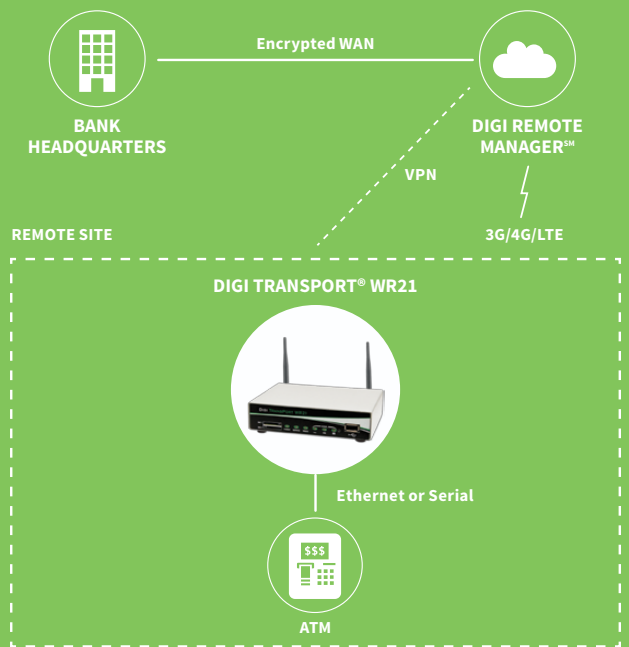 Encrypted WAN
BANK
HEADQUARTERS
DIGI REMOTE
MANAGER℠
VPN
REMOTE SITE
3G/4G/LTE
DIGI TRANSPORT® WR21
Ethernet or Serial
$$$
ATM